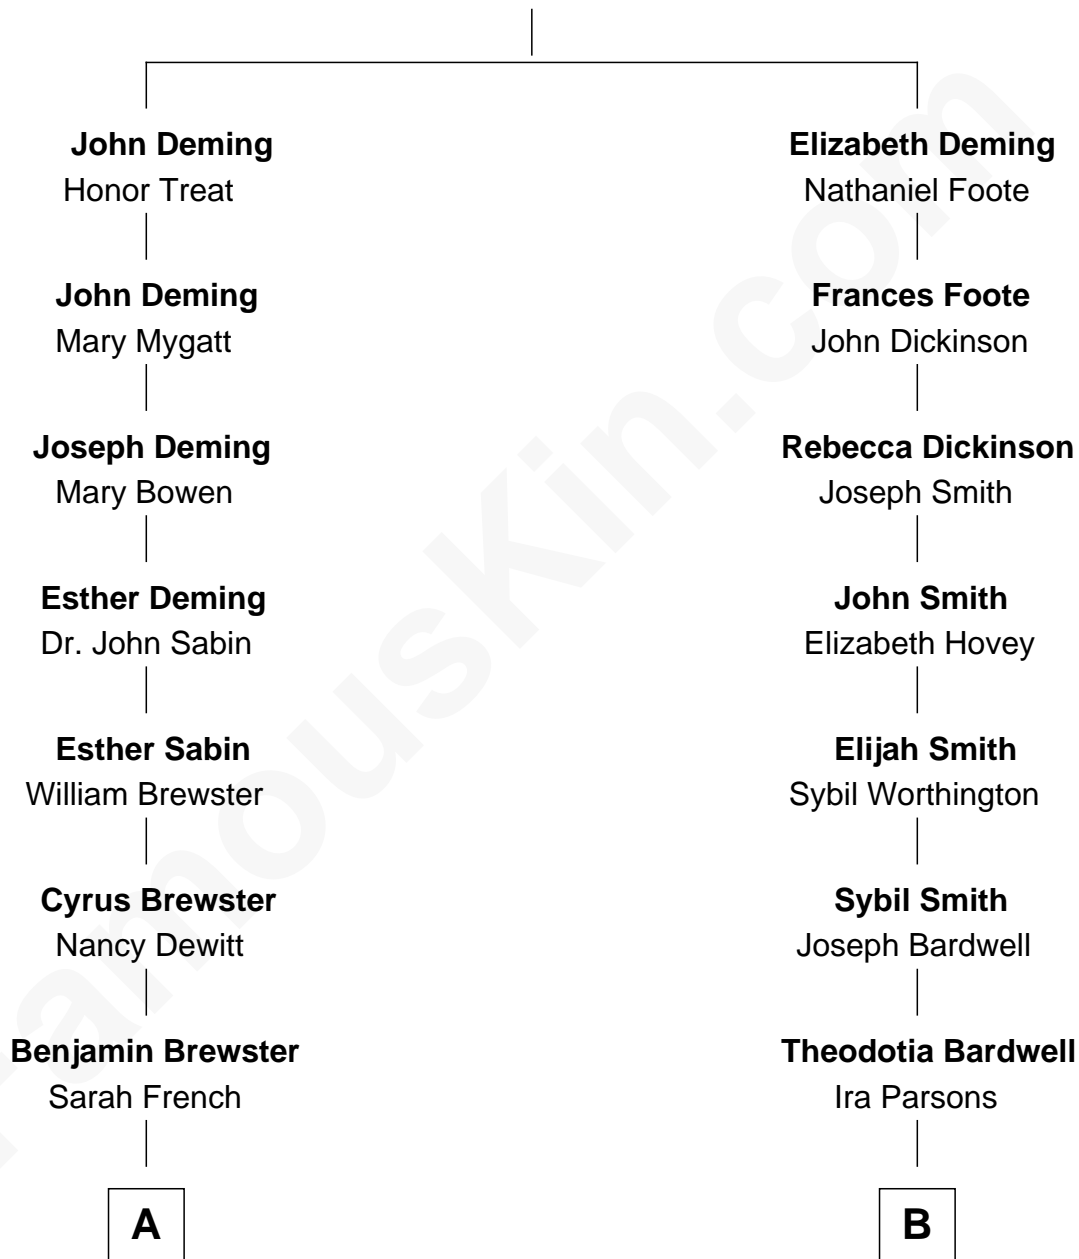 John Deming
Honor Treat
John Deming
Mary Mygatt
Joseph Deming
Mary Bowen
Esther Deming
Dr. John Sabin
Esther Sabin
William Brewster
Cyrus Brewster
Nancy Dewitt
Benjamin Brewster
Sarah French
A
Elizabeth Deming
Nathaniel Foote
Frances Foote
John Dickinson
Rebecca Dickinson
Joseph Smith
John Smith
Elizabeth Hovey
Elijah Smith
Sybil Worthington
Sybil Smith
Joseph Bardwell
Theodotia Bardwell
Ira Parsons
B
FamousKin.com